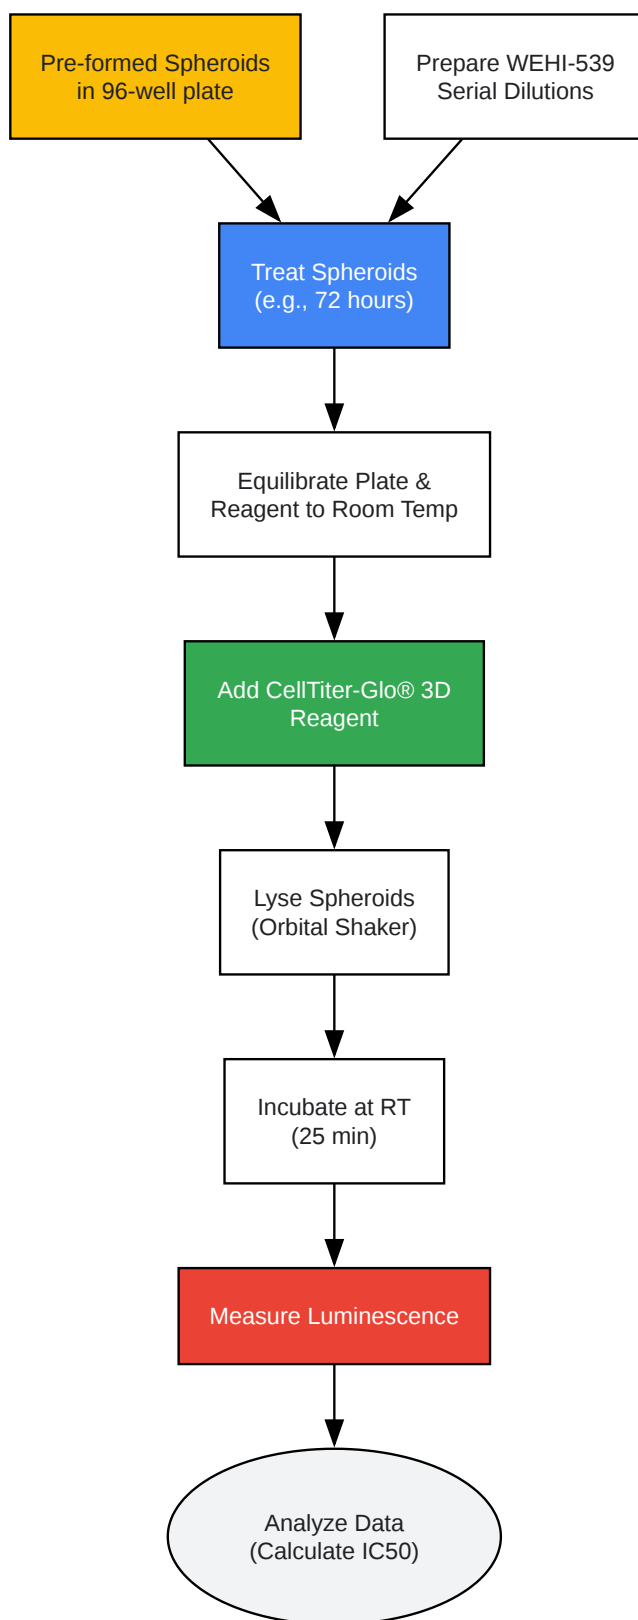 Pre-formed Spheroids
in 96-well plate
Prepare WEHI-539
Serial Dilutions
Treat Spheroids
(e.g., 72 hours)
Equilibrate Plate &
Reagent to Room Temp
Add CellTiter-Glo® 3D
Reagent
Lyse Spheroids
(Orbital Shaker)
Incubate at RT
(25 min)
Measure Luminescence
Analyze Data
(Calculate IC50)